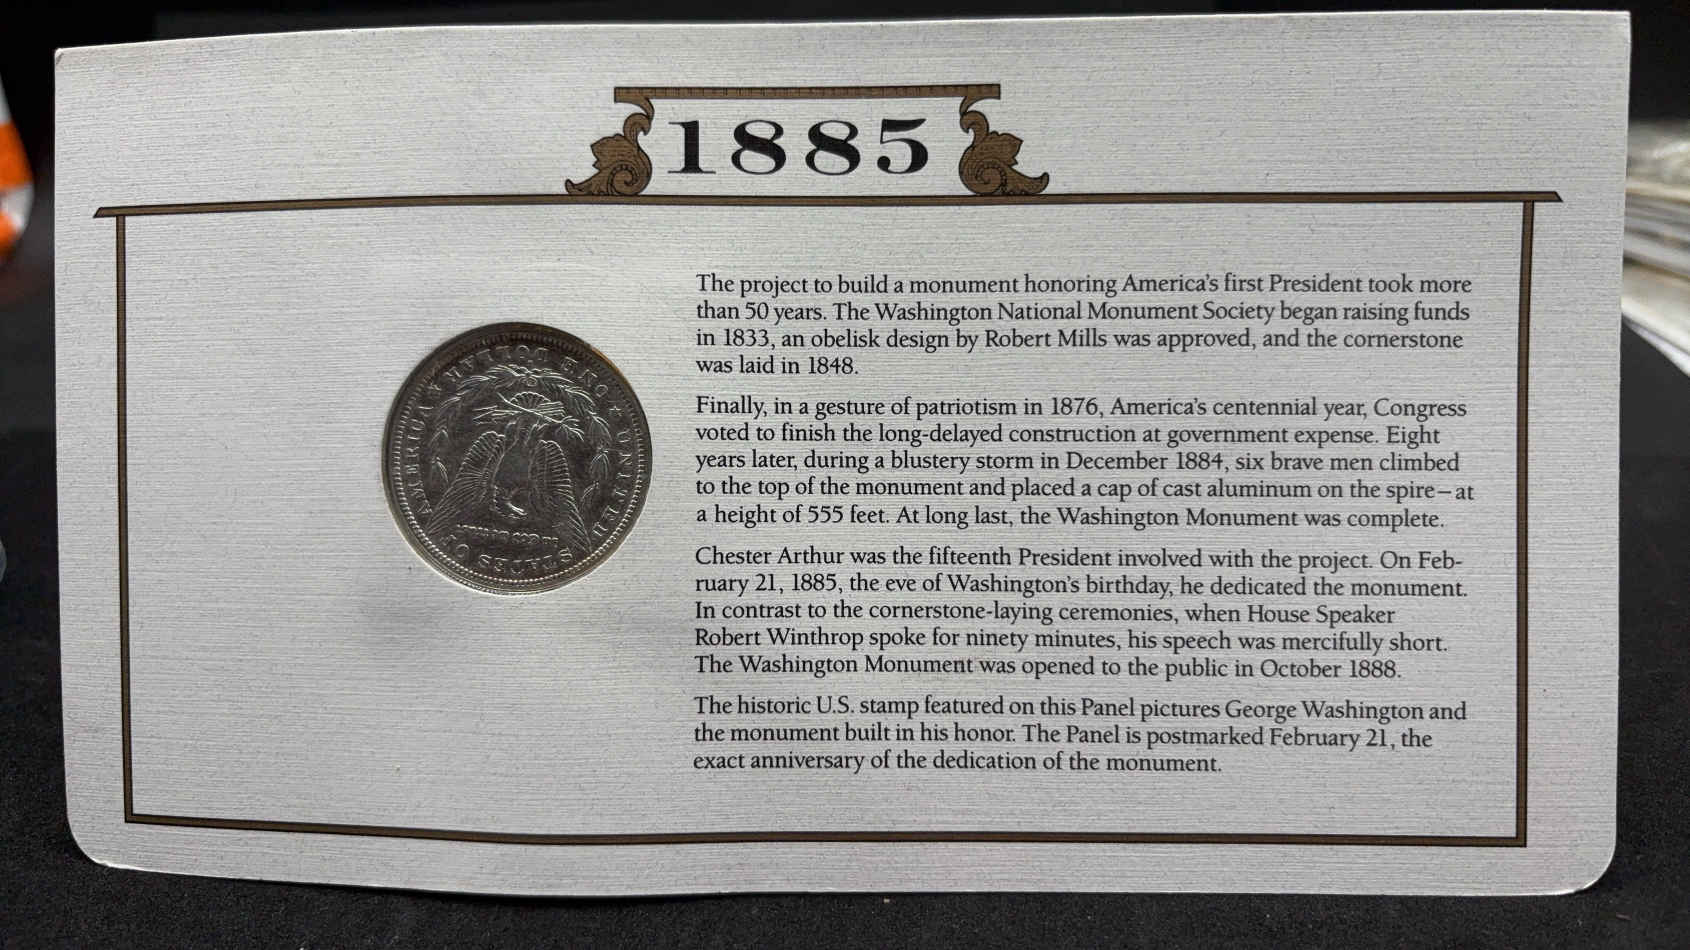 1885
The project to build a monument honoring America's first President took more
than 50 years. The Washington National Monument Society began raising funds
in 1833, an obelisk design by Robert Mills was approved, and the cornerstone
was laid in 1848.
Finally, in a gesture of patriotism in 1876, America's centennial year, Congress
voted to finish the long-delayed construction at government expense. Eight
years later, during a blustery storm in December 1884, six brave men climbed
to the top of the monument and placed a cap of cast aluminum on the spire—at
a height of 555 feet. At long last, the Washington Monument was complete.
Chester Arthur was the fifteenth President involved with the project. On Feb-
ruary 21, 1885, the eve of Washington's birthday, he dedicated the monument.
In contrast to the cornerstone-laying ceremonies, when House Speaker
Robert Winthrop spoke for ninety minutes, his speech was mercifully short.
The Washington Monument was opened to the public in October 1888.
The historic U.S. stamp featured on this Panel pictures George Washington and
the monument built in his honor. The Panel is postmarked February 21, the
exact anniversary of the dedication of the monument.
UNITED STATES OF AMERICA
ONE DOLLAR